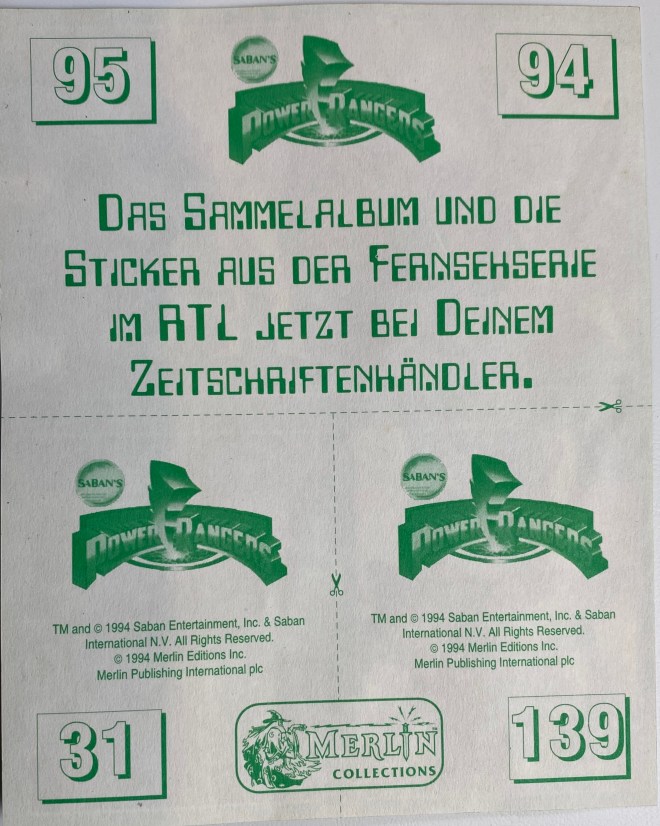 95
94
SABAN'S
POWER RANGERS
DAS SAMMELALBUM UND DIE
STICKER AUS DER FERNSEHSERIE
IM RTL JETZT BEI DEINEM
ZEITSCHRIFTENHÄNDLER.
SABAN'S
POWER RANGERS
TM and © 1994 Saban Entertainment, Inc. & Saban
International N.V. All Rights Reserved.
© 1994 Merlin Editions Inc.
Merlin Publishing International plc
SABAN'S
POWER RANGERS
TM and © 1994 Saban Entertainment, Inc. & Saban
International N.V. All Rights Reserved.
© 1994 Merlin Editions Inc.
Merlin Publishing International plc
31
MERLIN
COLLECTIONS
139